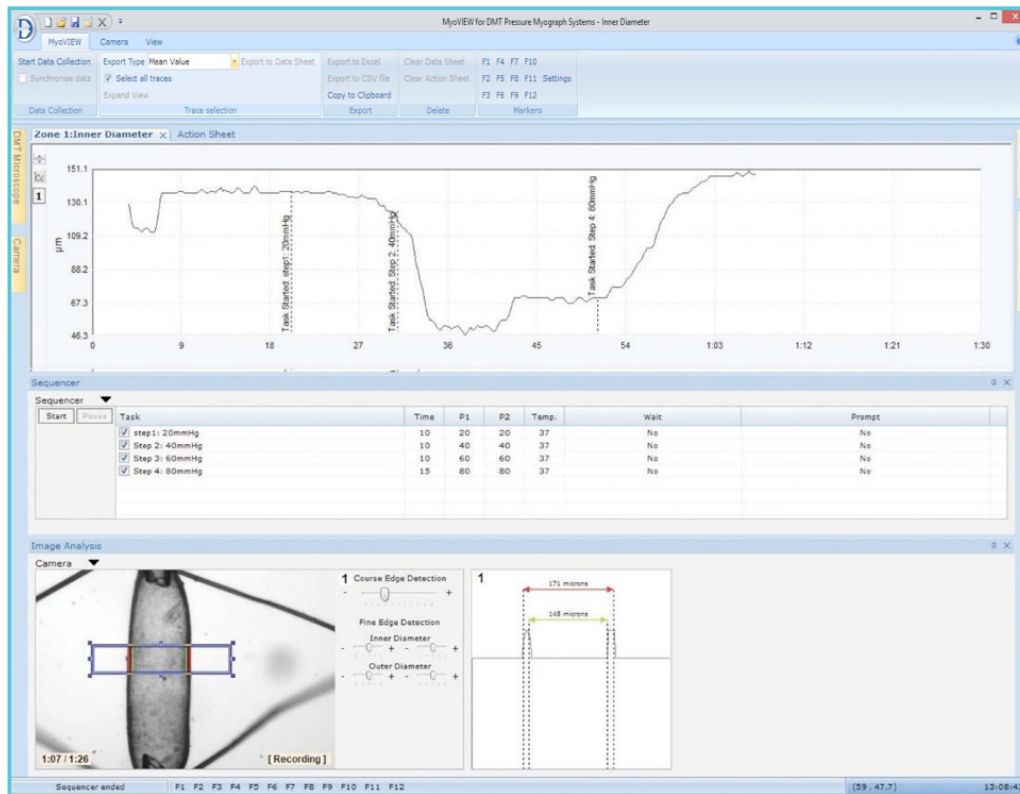 MyoVIEW for DMT Pressure Myograph Systems - Inner Diameter
MyoVIEW Camera View
Start Data Collection Export Type Mean Value Export to Data Sheet Export to Excel Clear Data Sheet F1 F4 F7 F10
Synchronise data Select all traces Export to CSV file Clear Action Sheet F2 F5 F8 F11 Settings
Expand View Copy to Clipboard F3 F6 F9 F12
Data Collection Trace selection Export Delete Markers
DMT Microscope
Camera
Zone 1:Inner Diameter x Action Sheet
1
µm
151.1
130.1
109.2
88.2
67.3
46.3
Task Started: step1: 20mmHg
Task Started: Step 2: 40mmHg
Task Started: Step 4: 80mmHg
0 9 18 27 36 45 54 1:03 1:12 1:21 1:30
Sequencer
Sequencer
Start Pause Task Time P1 P2 Temp. Wait Prompt
step1: 20mmHg 10 20 20 37 No No
Step 2: 40mmHg 10 40 40 37 No No
Step 3: 60mmHg 10 60 60 37 No No
Step 4: 80mmHg 15 80 80 37 No No
Image Analysis
Camera
1:07 / 1:26 [ Recording ]
1 Course Edge Detection
- +
Fine Edge Detection
Inner Diameter
- + - +
Outer Diameter
- + - +
1
171 microns
148 microns
Sequencer ended F1 F2 F3 F4 F5 F6 F7 F8 F9 F10 F11 F12 (59 , 47.7)